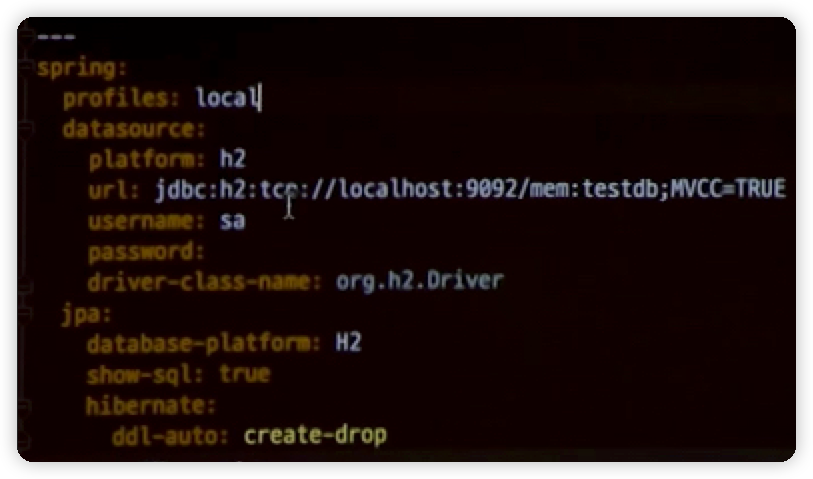 ---
spring:
profiles: local
datasource:
platform: h2
url: jdbc:h2:tcp://localhost:9092/mem:testdb;MVCC=TRUE
username: sa
password:
driver-class-name: org.h2.Driver
jpa:
database-platform: H2
show-sql: true
hibernate:
ddl-auto: create-drop